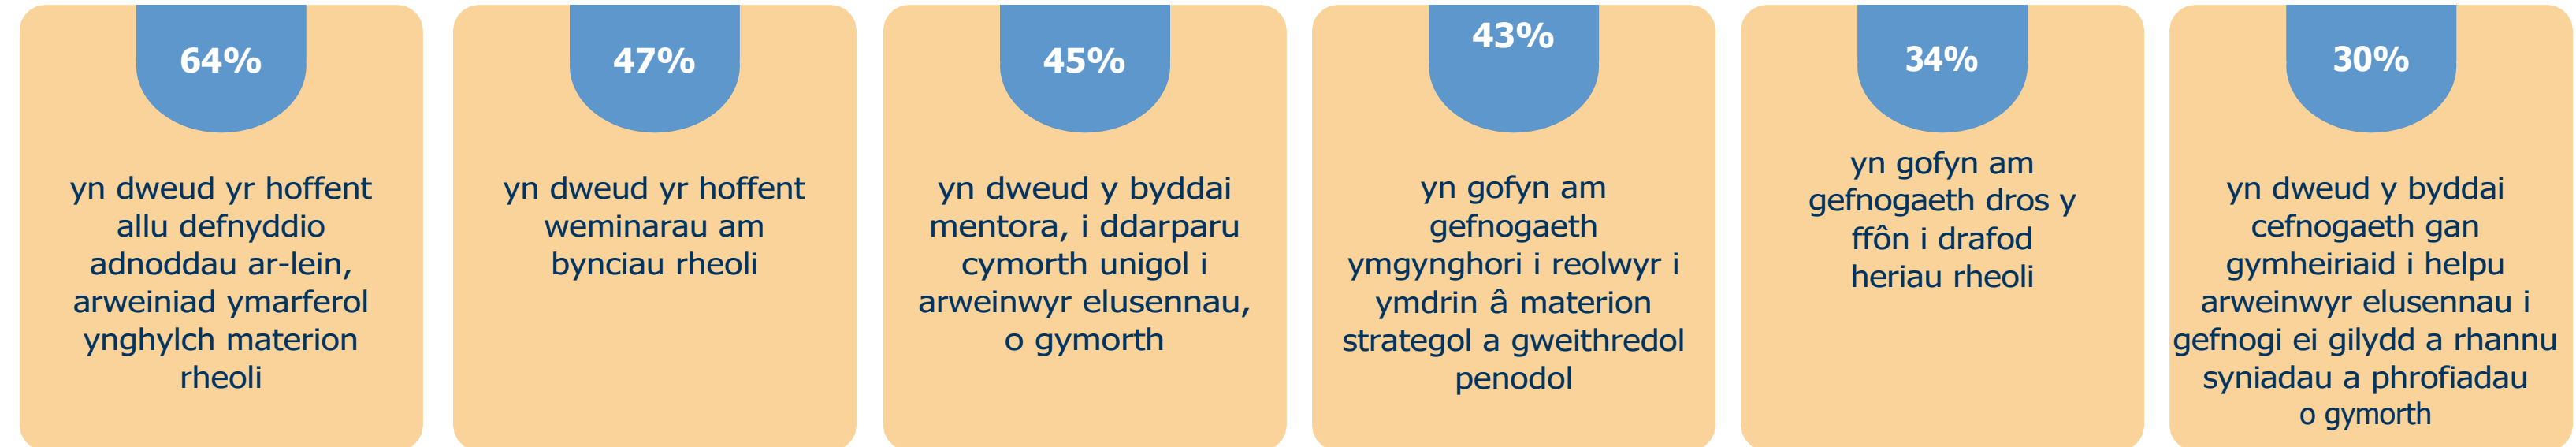 64%
yn dweud yr hoffent
allu defnyddio
adnoddau ar-lein,
arweiniad ymarferol
ynghylch materion
rheoli
47%
yn dweud yr hoffent
weminarau am
bynciau rheoli
45%
yn dweud y byddai
mentora, i ddarparu
cymorth unigol i
arweinwyr elusennau,
o gymorth
43%
yn gofyn am
gefnogaeth
ymgynghori i reolwyr i
ymdrin â materion
strategol a gweithredol
penodol
34%
yn gofyn am
gefnogaeth dros y
ffôn i drafod
heriau rheoli
30%
yn dweud y byddai
cefnogaeth gan
gymheiriaid i helpu
arweinwyr elusennau i
gefnogi ei gilydd a rhannu
syniadau a phrofiadau
o gymorth